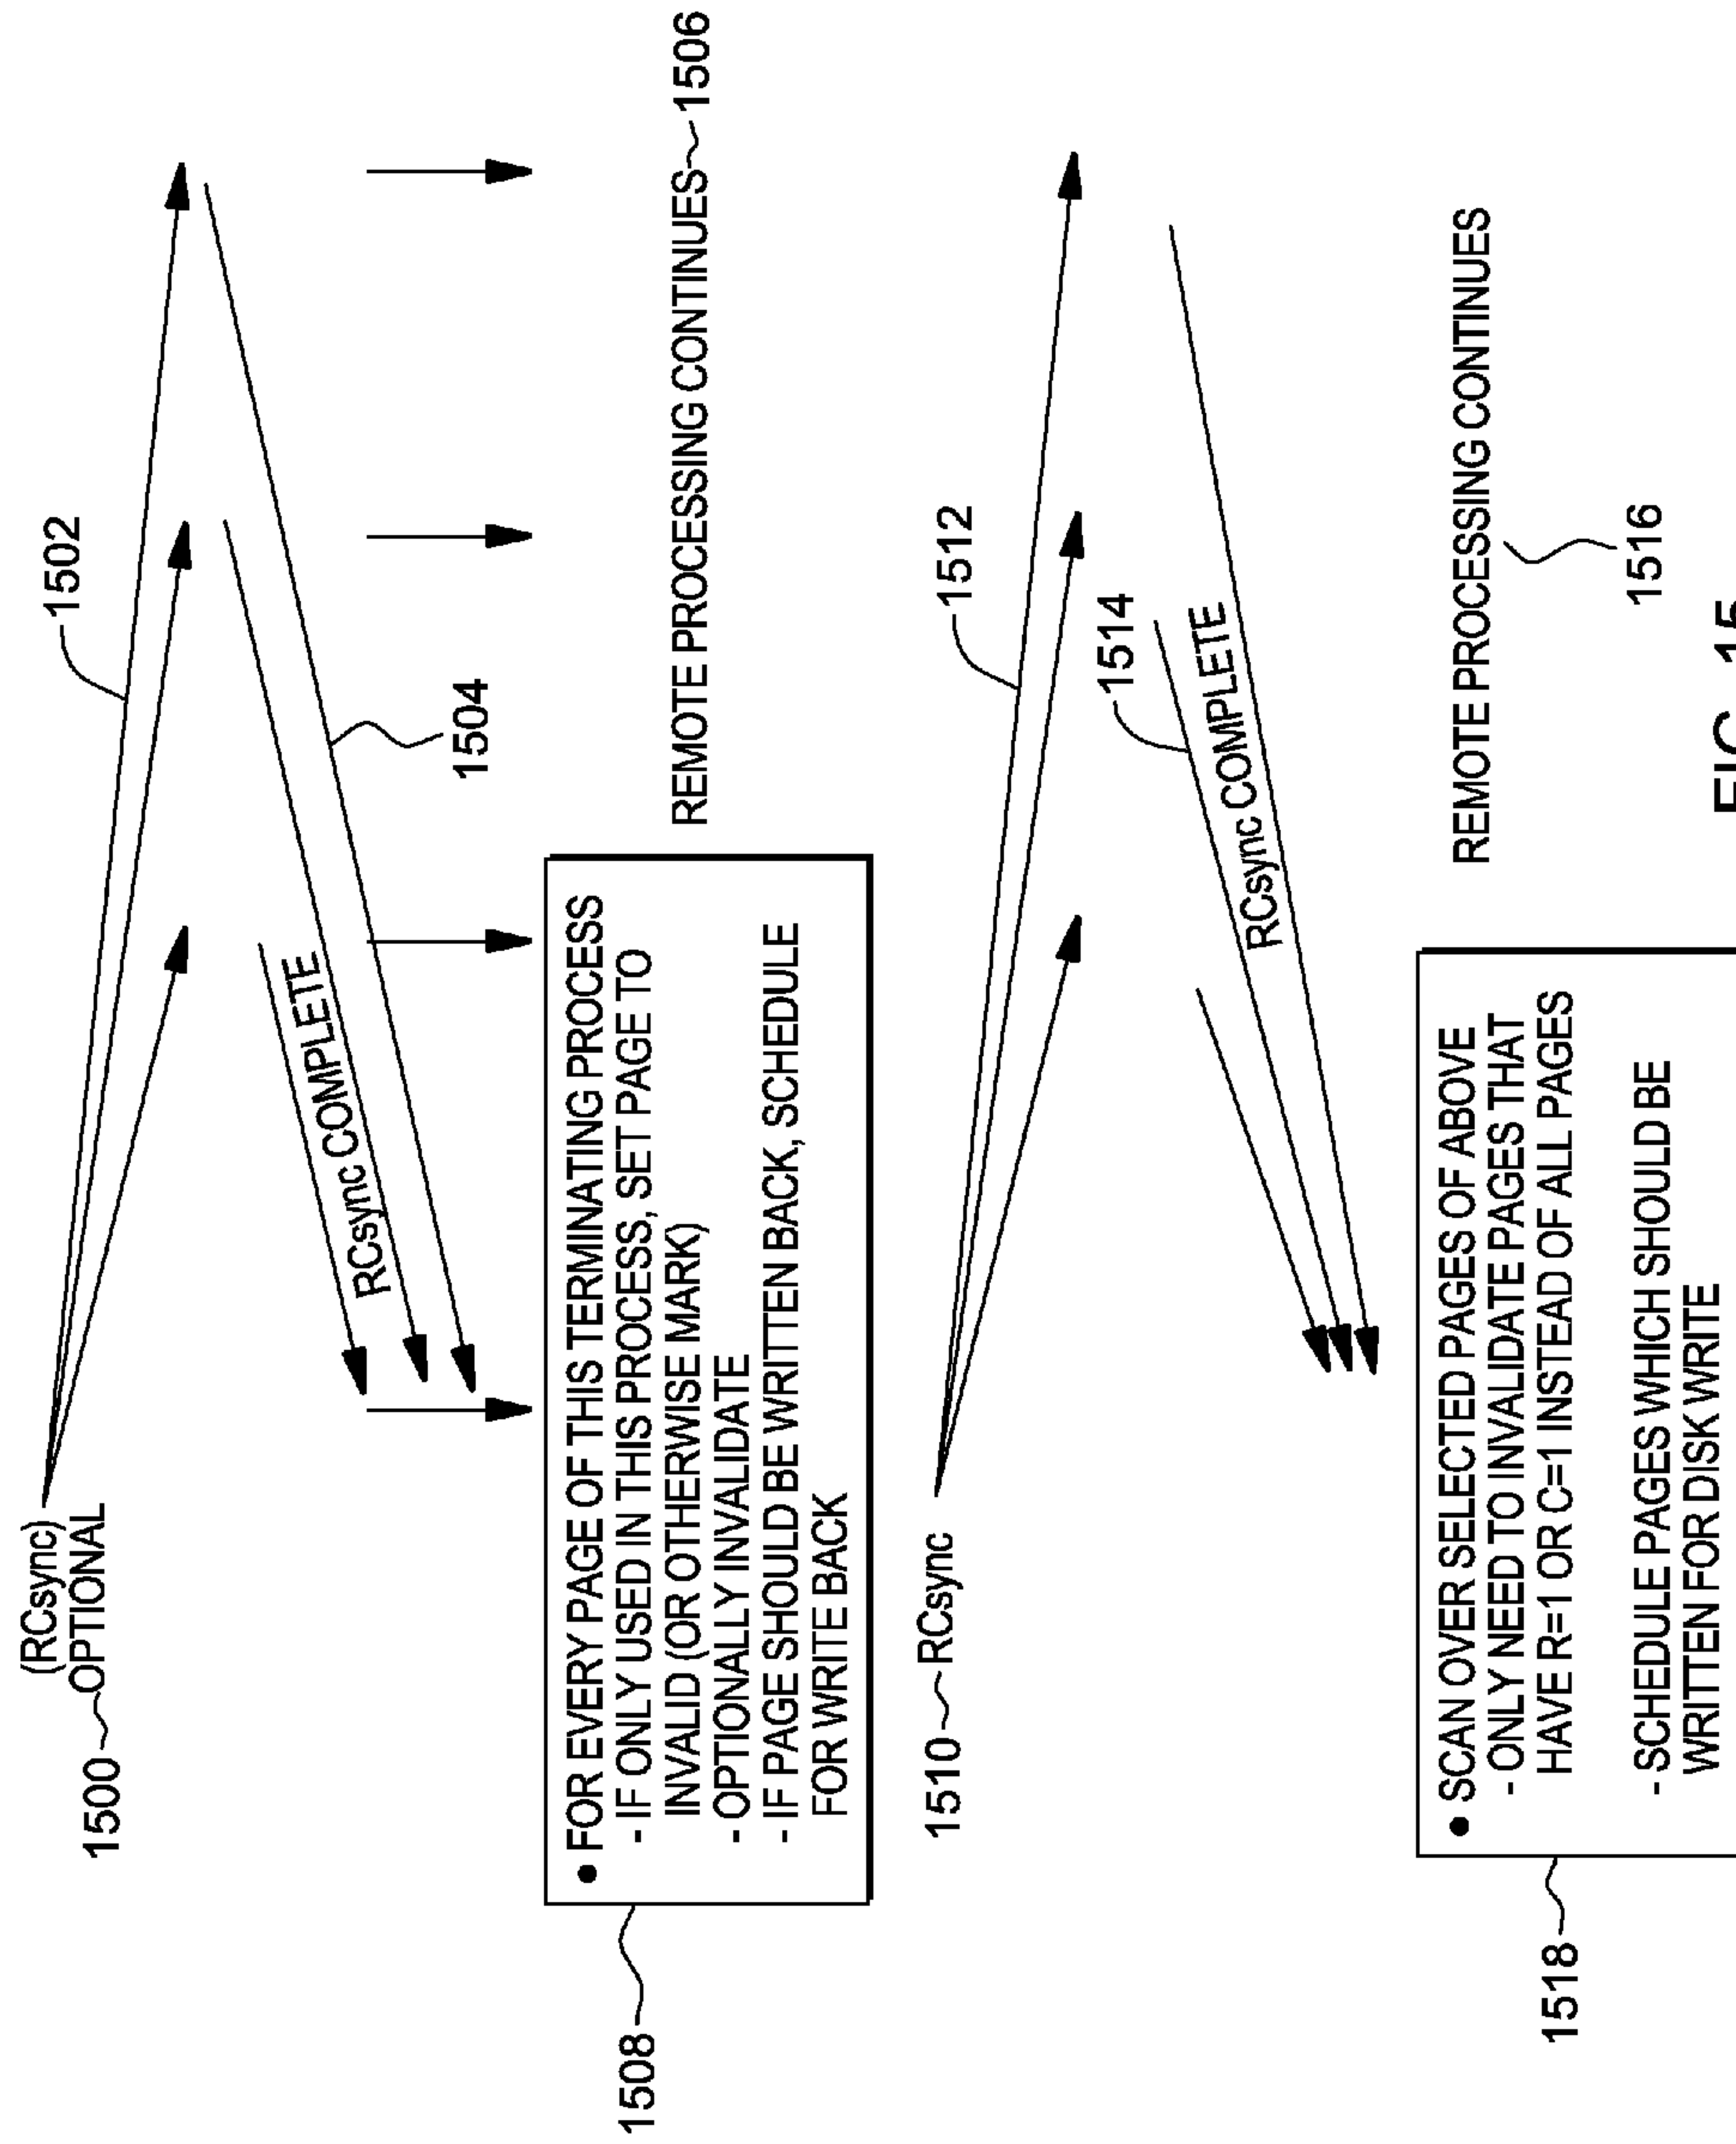 (RCsync)
1500 OPTIONAL
1502
RCsync COMPLETE
1504
REMOTE PROCESSING CONTINUES 1506
1508
● FOR EVERY PAGE OF THIS TERMINATING PROCESS
- IF ONLY USED IN THIS PROCESS, SET PAGE TO
INVALID (OR OTHERWISE MARK)
- OPTIONALLY INVALIDATE
- IF PAGE SHOULD BE WRITTEN BACK, SCHEDULE
FOR WRITE BACK
1510 RCsync
1512
1514
RCsync COMPLETE
REMOTE PROCESSING CONTINUES
1516
1518
● SCAN OVER SELECTED PAGES OF ABOVE
- ONLY NEED TO INVALIDATE PAGES THAT
HAVE R=1 OR C=1 INSTEAD OF ALL PAGES
- SCHEDULE PAGES WHICH SHOULD BE
WRITTEN FOR DISK WRITE
FIG. 15